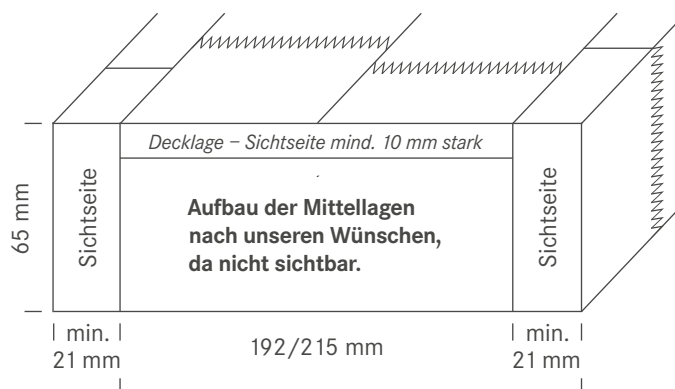 Decklage – Sichtseite mind. 10 mm stark
65 mm
Sichtseite
Aufbau der Mittellagen
nach unseren Wünschen,
da nicht sichtbar.
Sichtseite
min.
21 mm
192/215 mm
min.
21 mm